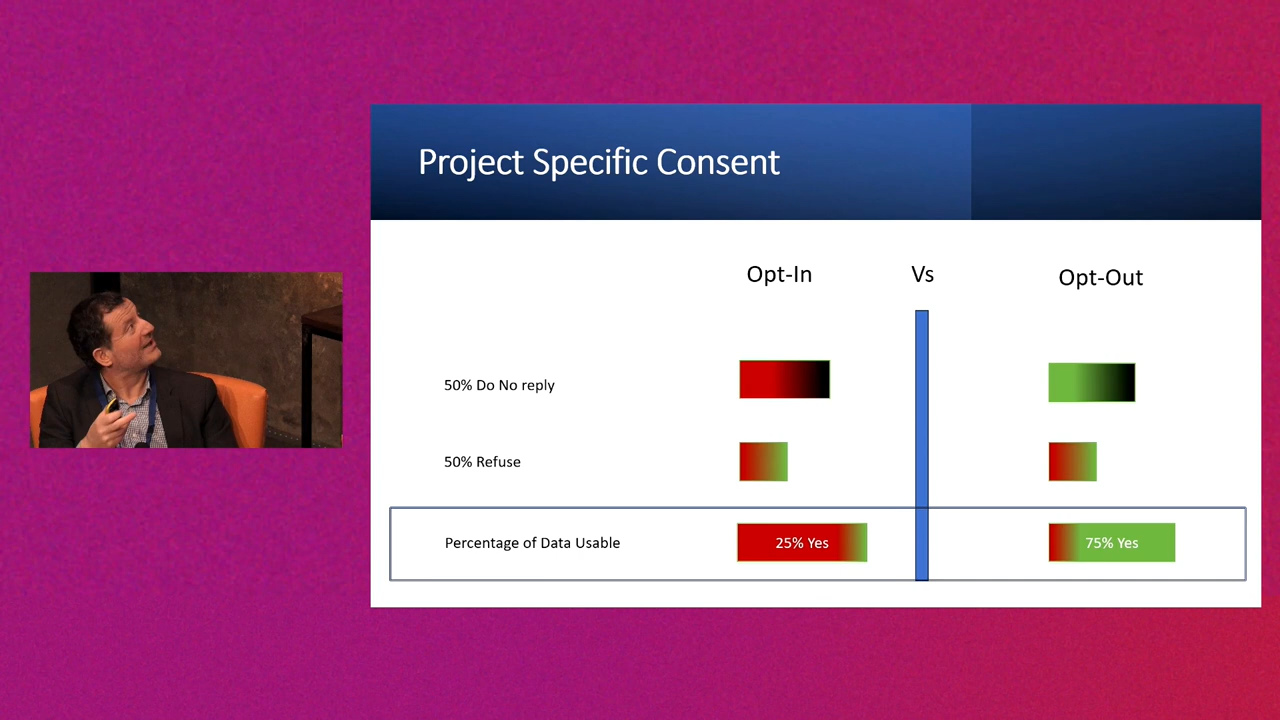 Project Specific Consent
Opt-In Vs Opt-Out
50% Do No reply
50% Refuse
Percentage of Data Usable 25% Yes 75% Yes